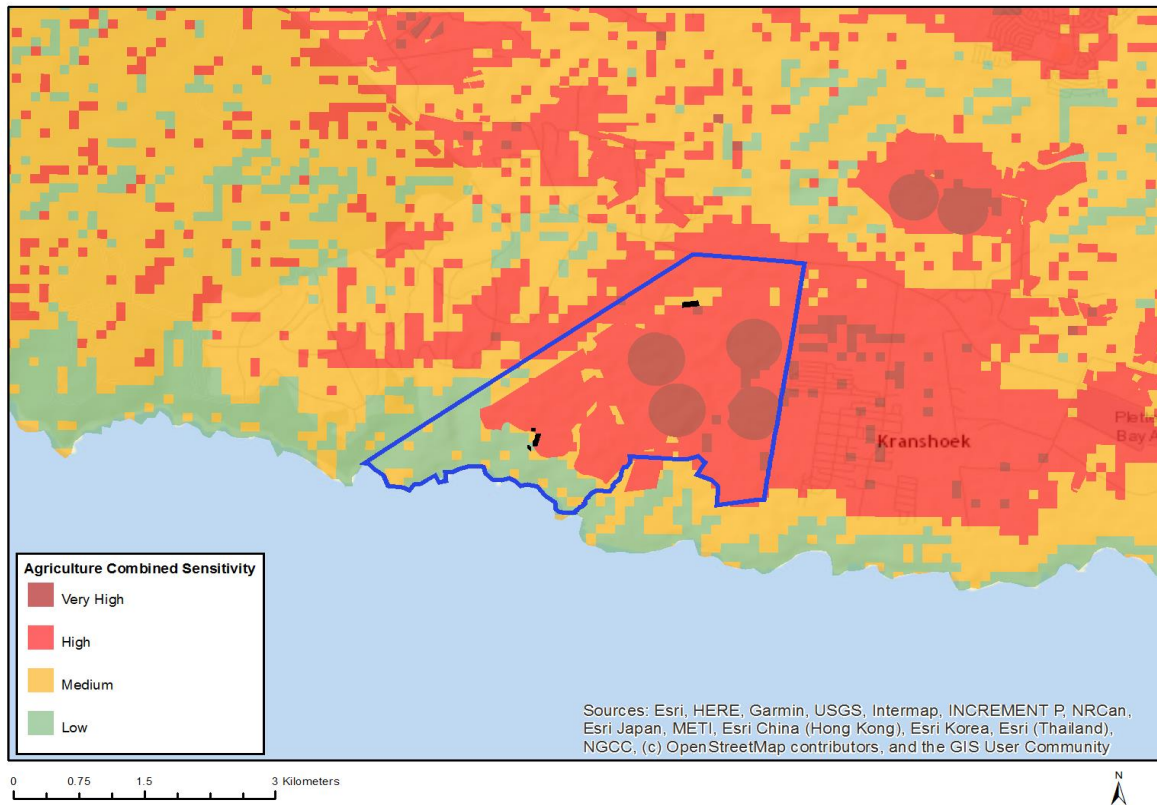 Kranshoek
Bay
Agriculture Combined Sensitivity
Very High
High
Medium
Low
Sources: Esri, HERE, Garmin, USGS, Intermap, INCREMENT P, NRCan,
Esri Japan, METI, Esri China (Hong Kong), Esri Korea, Esri (Thailand),
NGCC, (c) OpenStreetMap contributors, and the GIS User Community
0 0.75 1.5 3 Kilometers
N